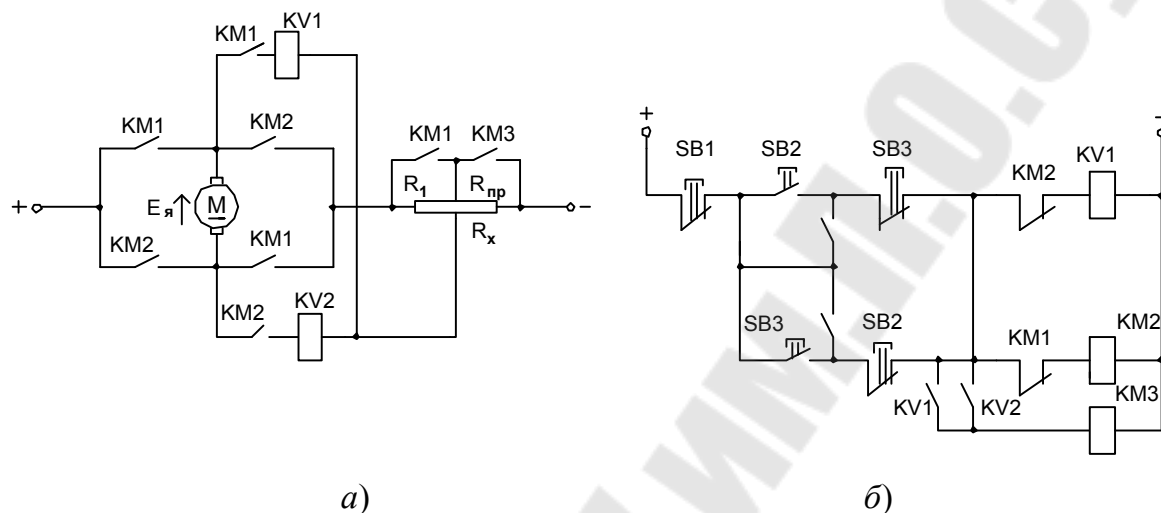 KM1 KV1
KM1 KM2 KM1 KM3
R1 Rпр
+ Eя M −
Rx
KM2 KM1
KM2 KV2
а)
+ −
SB1 SB2 SB3 KM2 KV1
SB3 SB2 KM1 KM2
KV1 KV2 KM3
б)
И ИМ.П.О.С